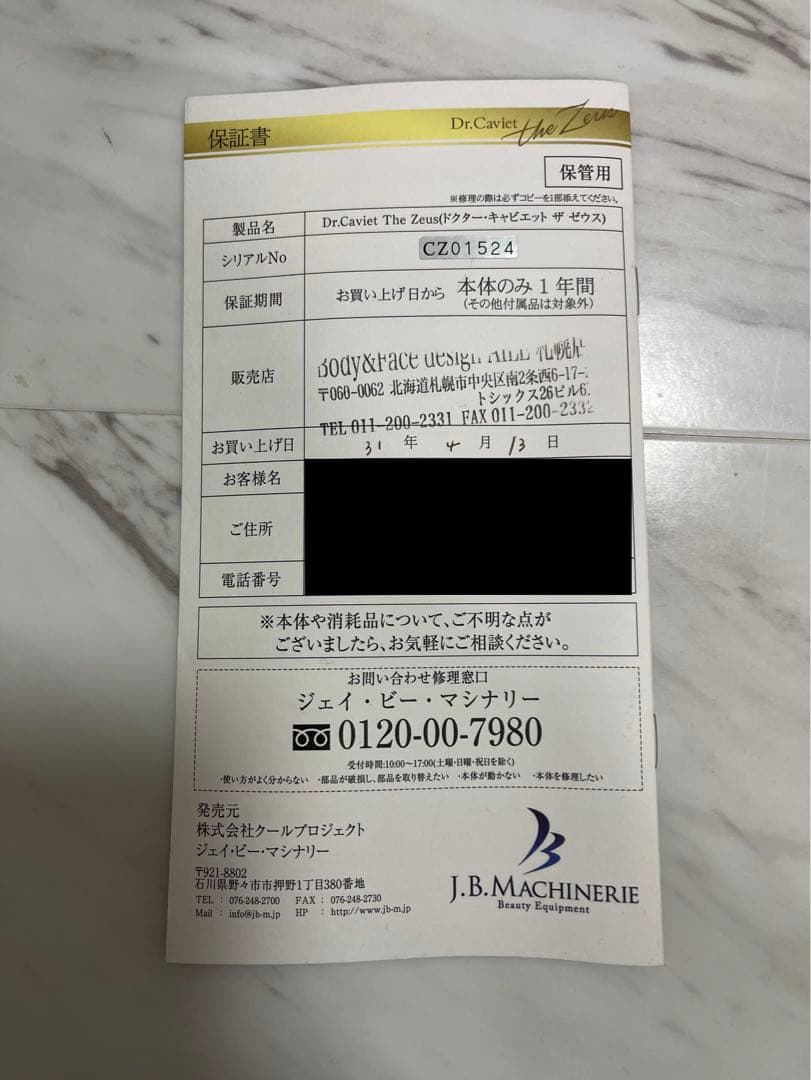 保証書
Dr.Caviet the Zeus
保管用
※修理の際は必ずコピーを1部添えてください。
製品名 Dr.Caviet The Zeus(ドクター・キャビエット ザ ゼウス)
シリアルNo CZ01524
保証期間 お買い上げ日から 本体のみ1年間
(その他付属品は対象外)
販売店 Body&Face design 札幌店
〒060-0062 北海道札幌市中央区南2条西6-17-
トシックス26ビル6
TEL 011-200-2331 FAX 011-200-2332
お買い上げ日 31 年 4 月 13 日
お客様名
ご住所
電話番号
※本体や消耗品について、ご不明な点が
ございましたら、お気軽にご相談ください。
お問い合わせ修理窓口
ジェイ・ビー・マシナリー
0120-00-7980
受付時間:10:00〜17:00(土曜・日曜・祝日を除く)
・使い方がよく分からない ・部品が破損し、部品を取り替えたい ・本体が動かない ・本体を修理したい
発売元
株式会社クールプロジェクト
ジェイ・ビー・マシナリー
〒921-8802
石川県野々市市押野1丁目380番地
TEL : 076-248-2700 FAX : 076-248-2730
Mail : info@jb-m.jp HP : http://www.jb-m.jp
J.B.MACHINERIE
Beauty Equipment